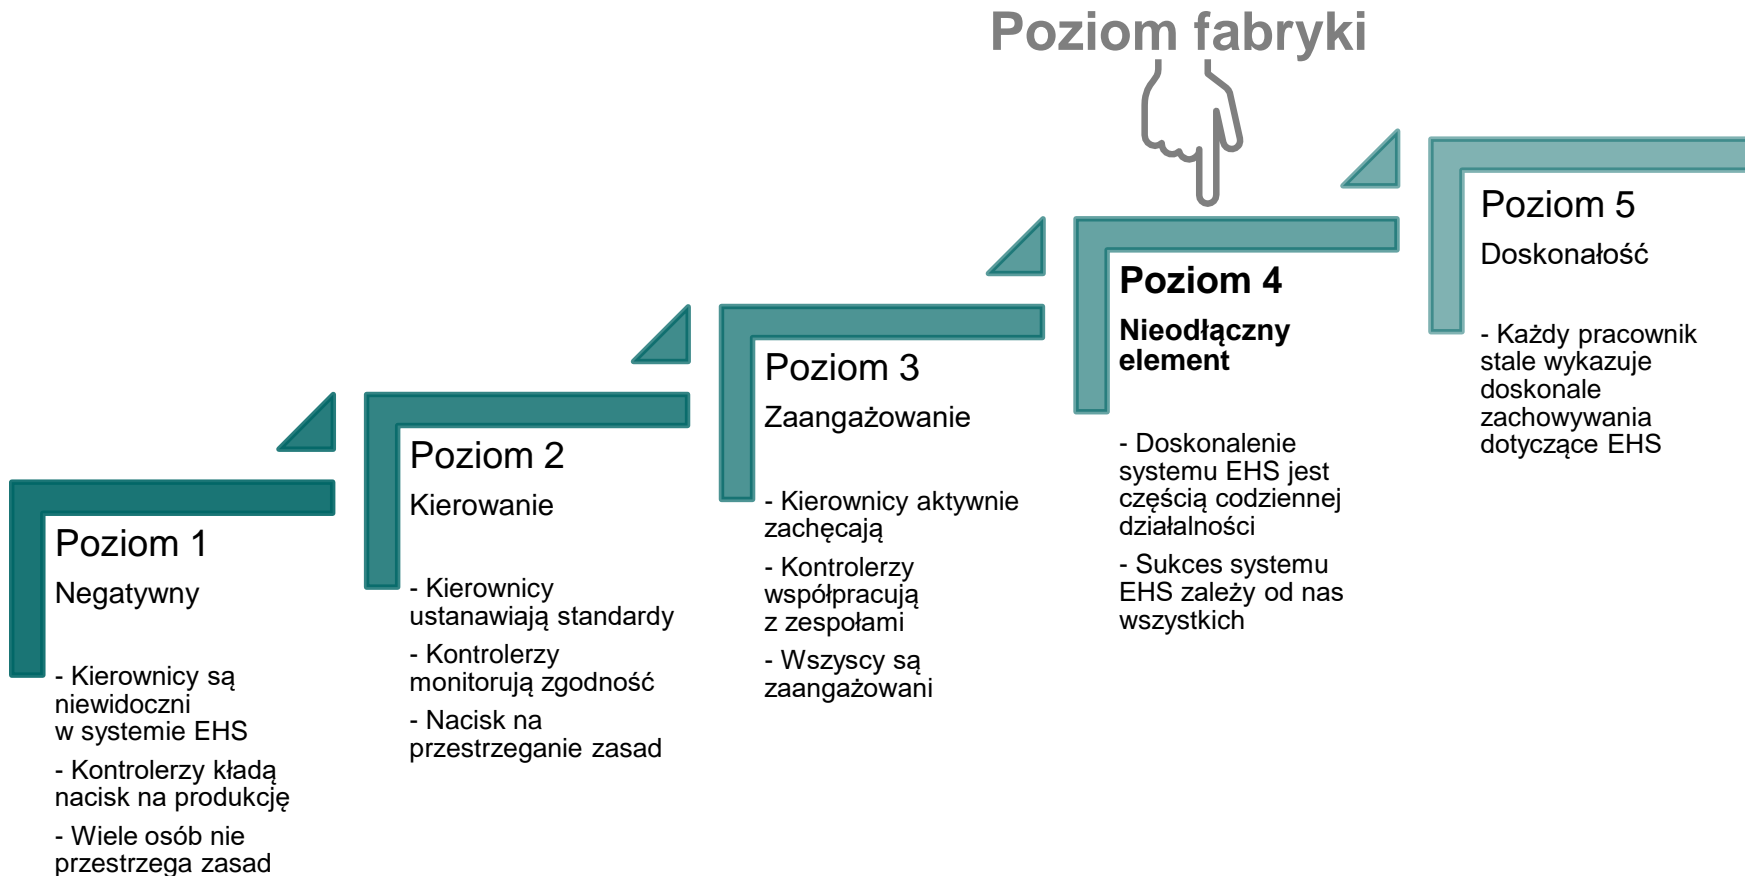 Poziom fabryki
Poziom 1
Negatywny
- Kierownicy są
niewidoczni
w systemie EHS
- Kontrolerzy kładą
nacisk na produkcję
- Wiele osób nie
przestrzega zasad
Poziom 2
Kierowanie
- Kierownicy
ustanawiają standardy
- Kontrolerzy
monitorują zgodność
- Nacisk na
przestrzeganie zasad
Poziom 3
Zaangażowanie
- Kierownicy aktywnie
zachęcają
- Kontrolerzy
współpracują
z zespołami
- Wszyscy są
zaangażowani
Poziom 4
Nieodłączny
element
- Doskonalenie
systemu EHS jest
częścią codziennej
działalności
- Sukces systemu
EHS zależy od nas
wszystkich
Poziom 5
Doskonałość
- Każdy pracownik
stale wykazuje
doskonale
zachowywania
dotyczące EHS